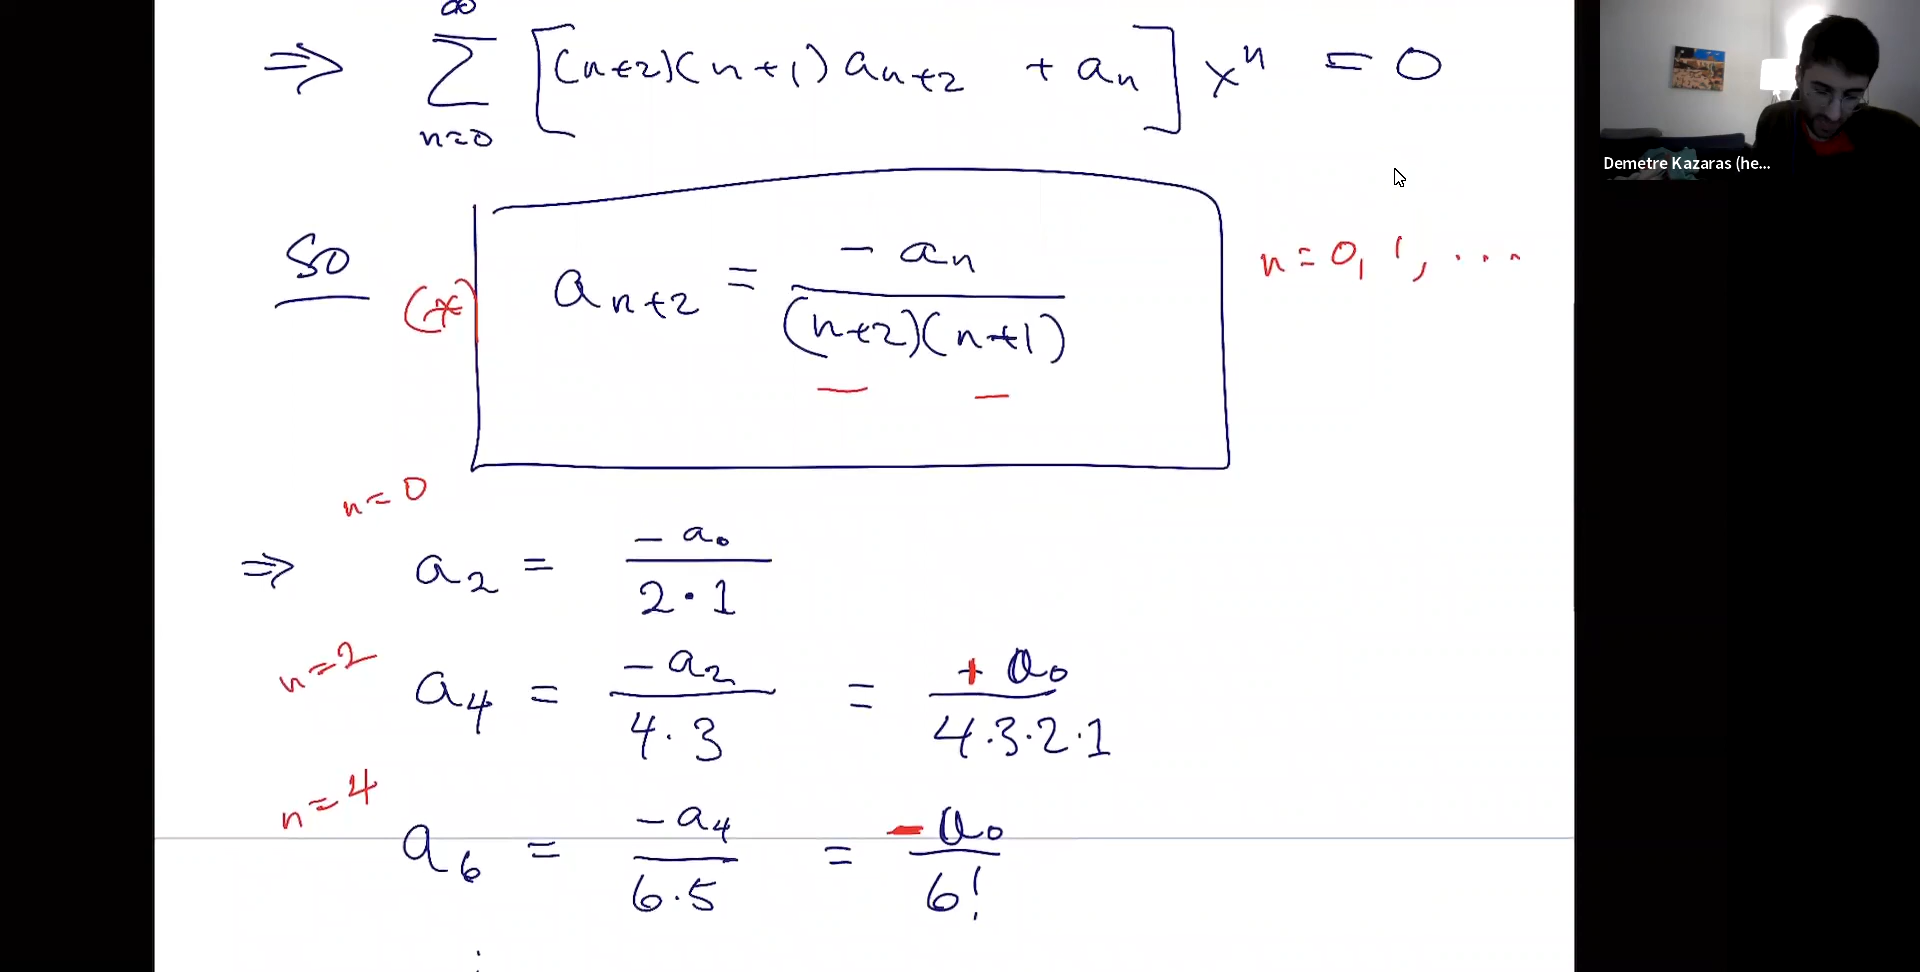 ⇒ ∞ Σ n=0 [(n+2)(n+1) a_{n+2} + a_n] x^n = 0
Demetre Kazaras (he...
So (*) a_{n+2} = -a_n / (n+2)(n+1) n = 0, 1, ...
n=0
⇒ a_2 = -a_0 / 2·1
n=2 a_4 = -a_2 / 4·3 = +a_0 / 4·3·2·1
n=4 a_6 = -a_4 / 6·5 = -a_0 / 6!